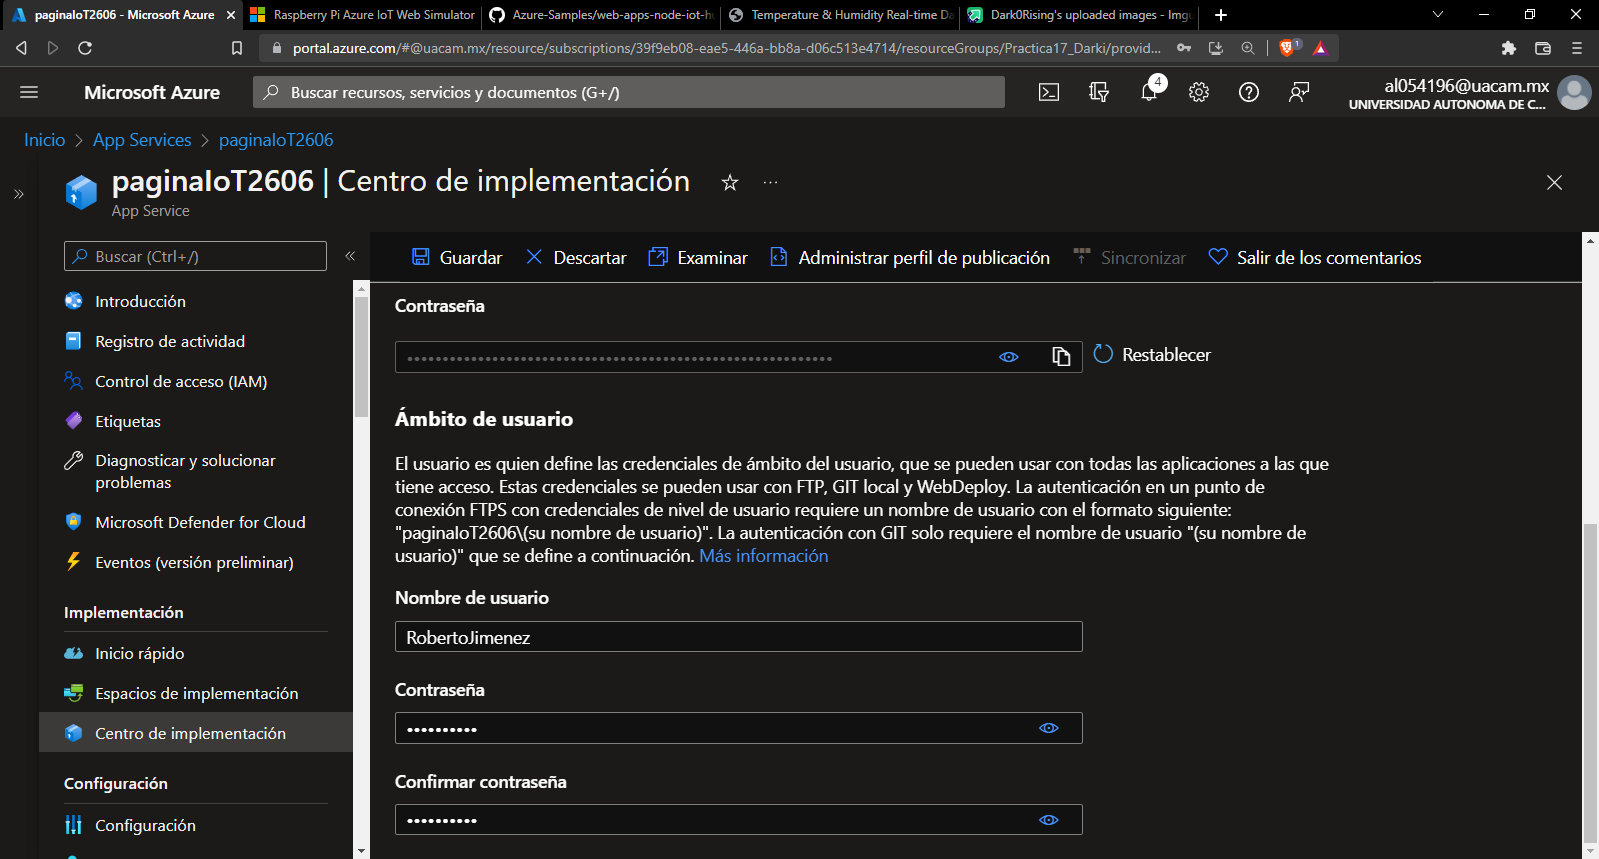 paginaIoT2606 - Microsoft Azure
Raspberry Pi Azure IoT Web Simulator
Azure-Samples/web-apps-node-iot-hu
Temperature & Humidity Real-time Da
Dark0Rising's uploaded images - Imgu
portal.azure.com/#@uacam.mx/resource/subscriptions/39f9eb08-eae5-446a-bb8a-d06c513e4714/resourceGroups/Practica17_Darki/provid...
1
Microsoft Azure
Buscar recursos, servicios y documentos (G+/)
4
al054196@uacam.mx
UNIVERSIDAD AUTONOMA DE C...
Inicio > App Services > paginaIoT2606
paginaIoT2606 | Centro de implementación
App Service
Buscar (Ctrl+/)
Introducción
Registro de actividad
Control de acceso (IAM)
Etiquetas
Diagnosticar y solucionar
problemas
Microsoft Defender for Cloud
Eventos (versión preliminar)
Implementación
Inicio rápido
Espacios de implementación
Centro de implementación
Configuración
Configuración
Guardar
Descartar
Examinar
Administrar perfil de publicación
Sincronizar
Salir de los comentarios
Contraseña
Restablecer
Ámbito de usuario
El usuario es quien define las credenciales de ámbito del usuario, que se pueden usar con todas las aplicaciones a las que
tiene acceso. Estas credenciales se pueden usar con FTP, GIT local y WebDeploy. La autenticación en un punto de
conexión FTPS con credenciales de nivel de usuario requiere un nombre de usuario con el formato siguiente:
"paginaIoT2606\(su nombre de usuario)". La autenticación con GIT solo requiere el nombre de usuario "(su nombre de
usuario)" que se define a continuación. Más información
Nombre de usuario
RobertoJimenez
Contraseña
••••••••••
Confirmar contraseña
••••••••••